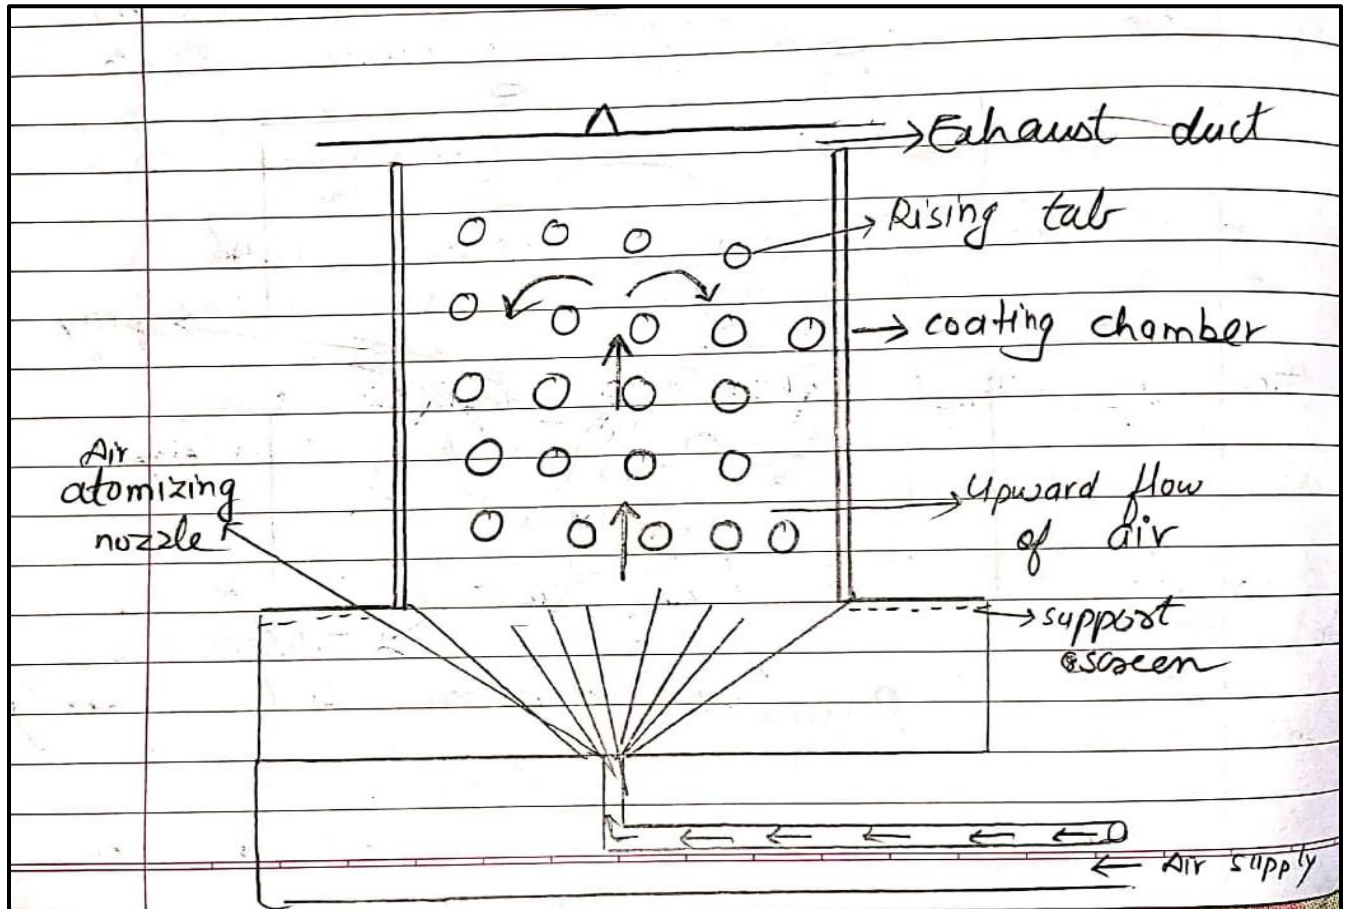 Exhaust duct
Rising tab
coating chamber
Air
atomizing
nozzle
Upward flow
of air
support
screen
Air supply